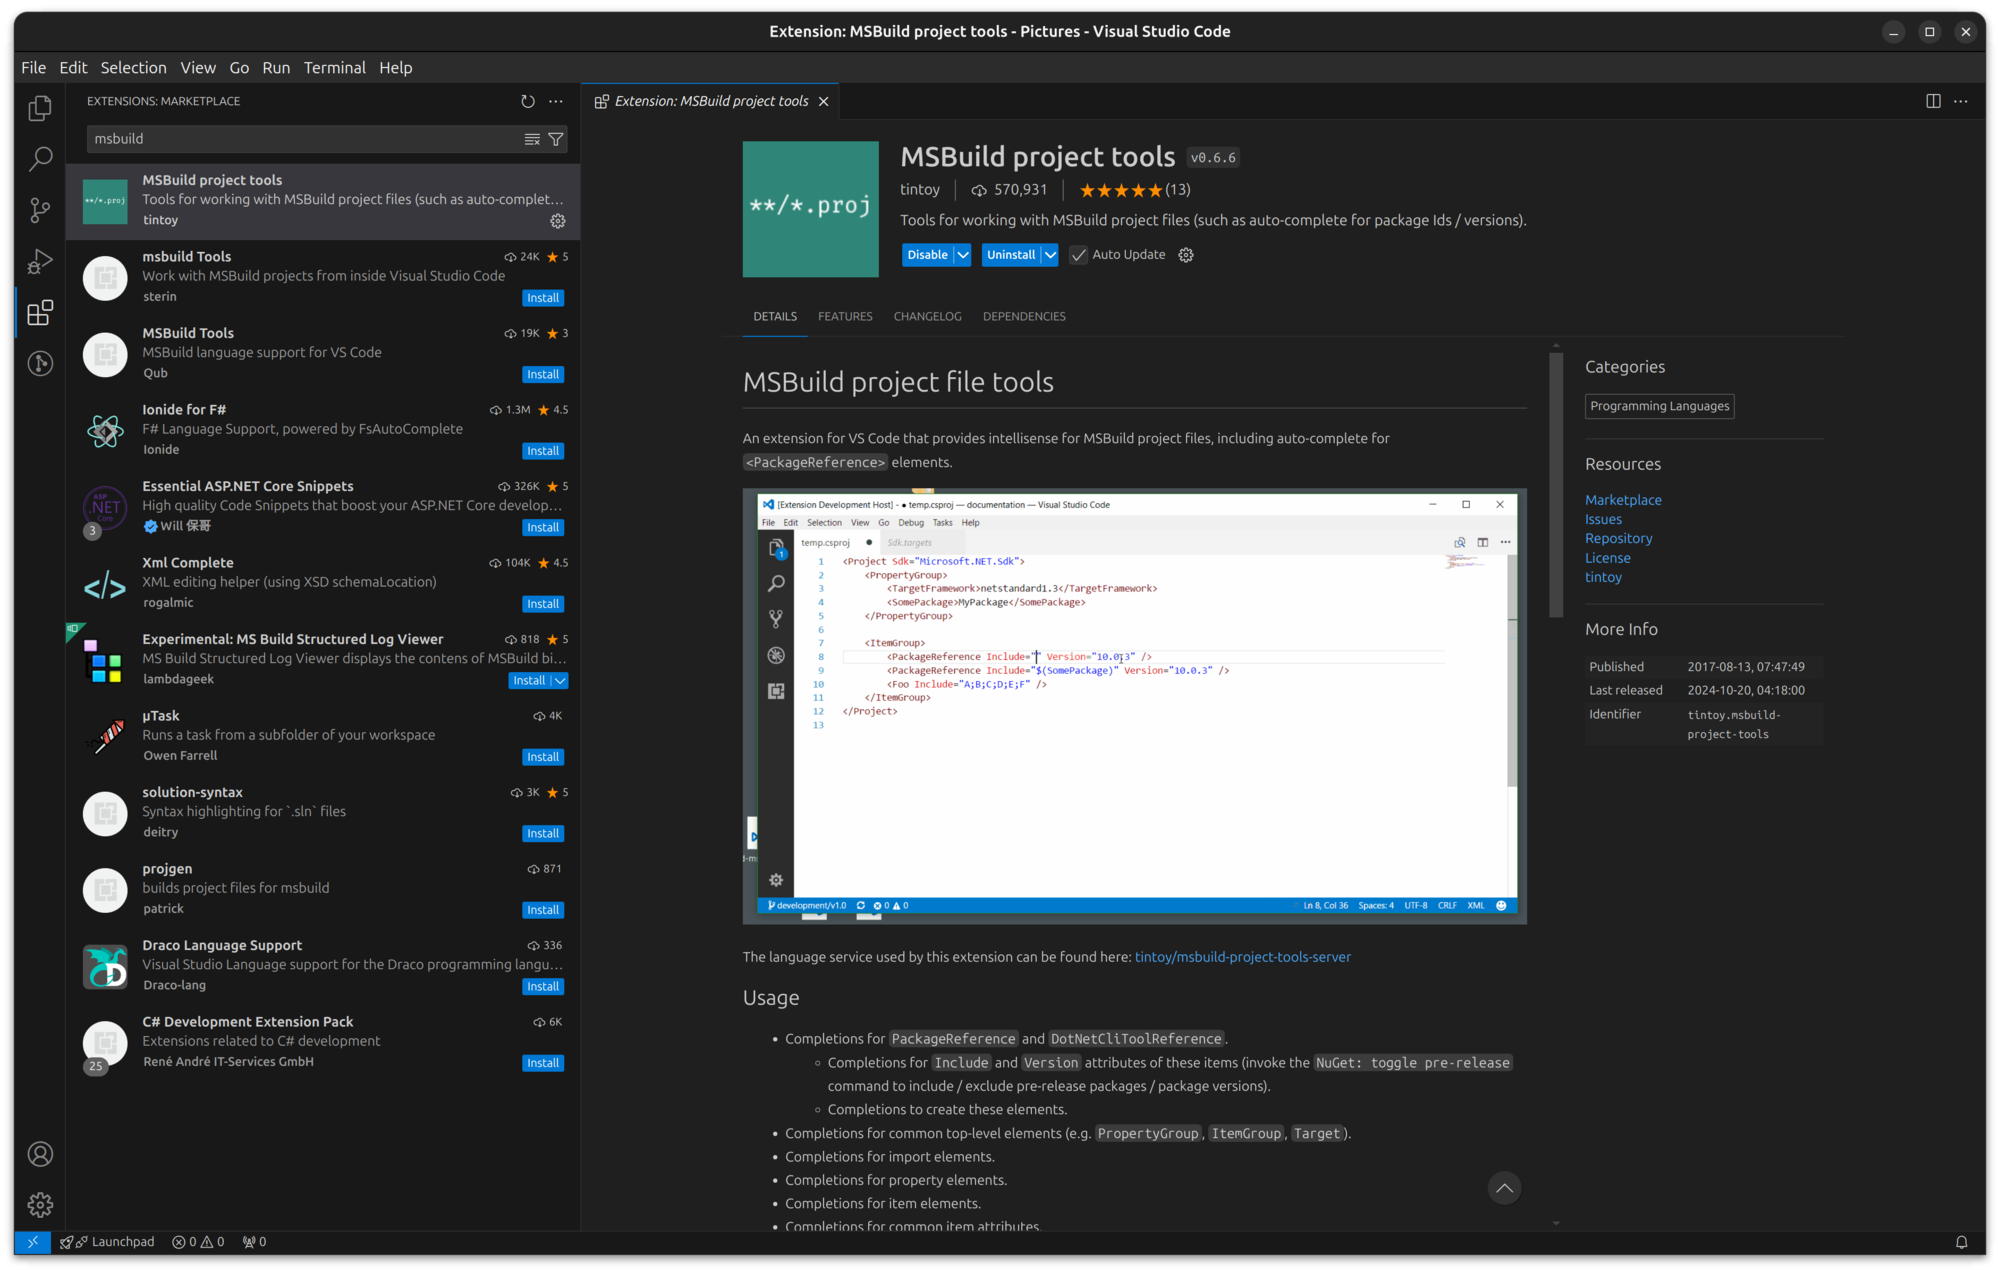 Extension: MSBuild project tools - Pictures - Visual Studio Code
File Edit Selection View Go Run Terminal Help
EXTENSIONS: MARKETPLACE
msbuild
MSBuild project tools
Tools for working with MSBuild project files (such as auto-complet…
tintoy
**/*.proj
msbuild Tools 24K 5
Work with MSBuild projects from inside Visual Studio Code
sterin
Install
MSBuild Tools 19K 3
MSBuild language support for VS Code
Qub
Install
Ionide for F# 1.3M 4.5
F# Language Support, powered by FsAutoComplete
Ionide
Install
Essential ASP.NET Core Snippets 326K 5
High quality Code Snippets that boost your ASP.NET Core develop…
Will 保哥
Install
ASP
.NET
Core
3
Xml Complete 104K 4.5
XML editing helper (using XSD schemaLocation)
rogalmic
Install
Experimental: MS Build Structured Log Viewer 818 5
MS Build Structured Log Viewer displays the contens of MSBuild bi…
lambdageek
Install
µTask 4K
Runs a task from a subfolder of your workspace
Owen Farrell
Install
solution-syntax 3K 5
Syntax highlighting for `.sln` files
deitry
Install
projgen 871
builds project files for msbuild
patrick
Install
Draco Language Support 336
Visual Studio Language support for the Draco programming langu…
Draco-lang
Install
C# Development Extension Pack 6K
Extensions related to C# development
René André IT-Services GmbH
Install
25
Extension: MSBuild project tools
**/*.proj
MSBuild project tools v0.6.6
tintoy 570,931 (13)
Tools for working with MSBuild project files (such as auto-complete for package Ids / versions).
Disable Uninstall Auto Update
DETAILS FEATURES CHANGELOG DEPENDENCIES
MSBuild project file tools
An extension for VS Code that provides intellisense for MSBuild project files, including auto-complete for
<PackageReference> elements.
[Extension Development Host] - ● temp.csproj — documentation — Visual Studio Code
File Edit Selection View Go Debug Tasks Help
temp.csproj ● Sdk.targets
1
1 <Project Sdk="Microsoft.NET.Sdk">
2 <PropertyGroup>
3 <TargetFramework>netstandard1.3</TargetFramework>
4 <SomePackage>MyPackage</SomePackage>
5 </PropertyGroup>
6
7 <ItemGroup>
8 <PackageReference Include="" Version="10.0.3" />
9 <PackageReference Include="$(SomePackage)" Version="10.0.3" />
10 <Foo Include="A;B;C;D;E;F" />
11 </ItemGroup>
12 </Project>
13
development/v1.0 0 0 Ln 8, Col 36 Spaces: 4 UTF-8 CRLF XML
The language service used by this extension can be found here: tintoy/msbuild-project-tools-server
Usage
• Completions for PackageReference and DotNetCliToolReference.
◦ Completions for Include and Version attributes of these items (invoke the NuGet: toggle pre-release
command to include / exclude pre-release packages / package versions).
◦ Completions to create these elements.
• Completions for common top-level elements (e.g. PropertyGroup, ItemGroup, Target).
• Completions for import elements.
• Completions for property elements.
• Completions for item elements.
• Completions for common item attributes.
Categories
Programming Languages
Resources
Marketplace
Issues
Repository
License
tintoy
More Info
Published 2017-08-13, 07:47:49
Last released 2024-10-20, 04:18:00
Identifier tintoy.msbuild-
project-tools
Launchpad 0 0 0